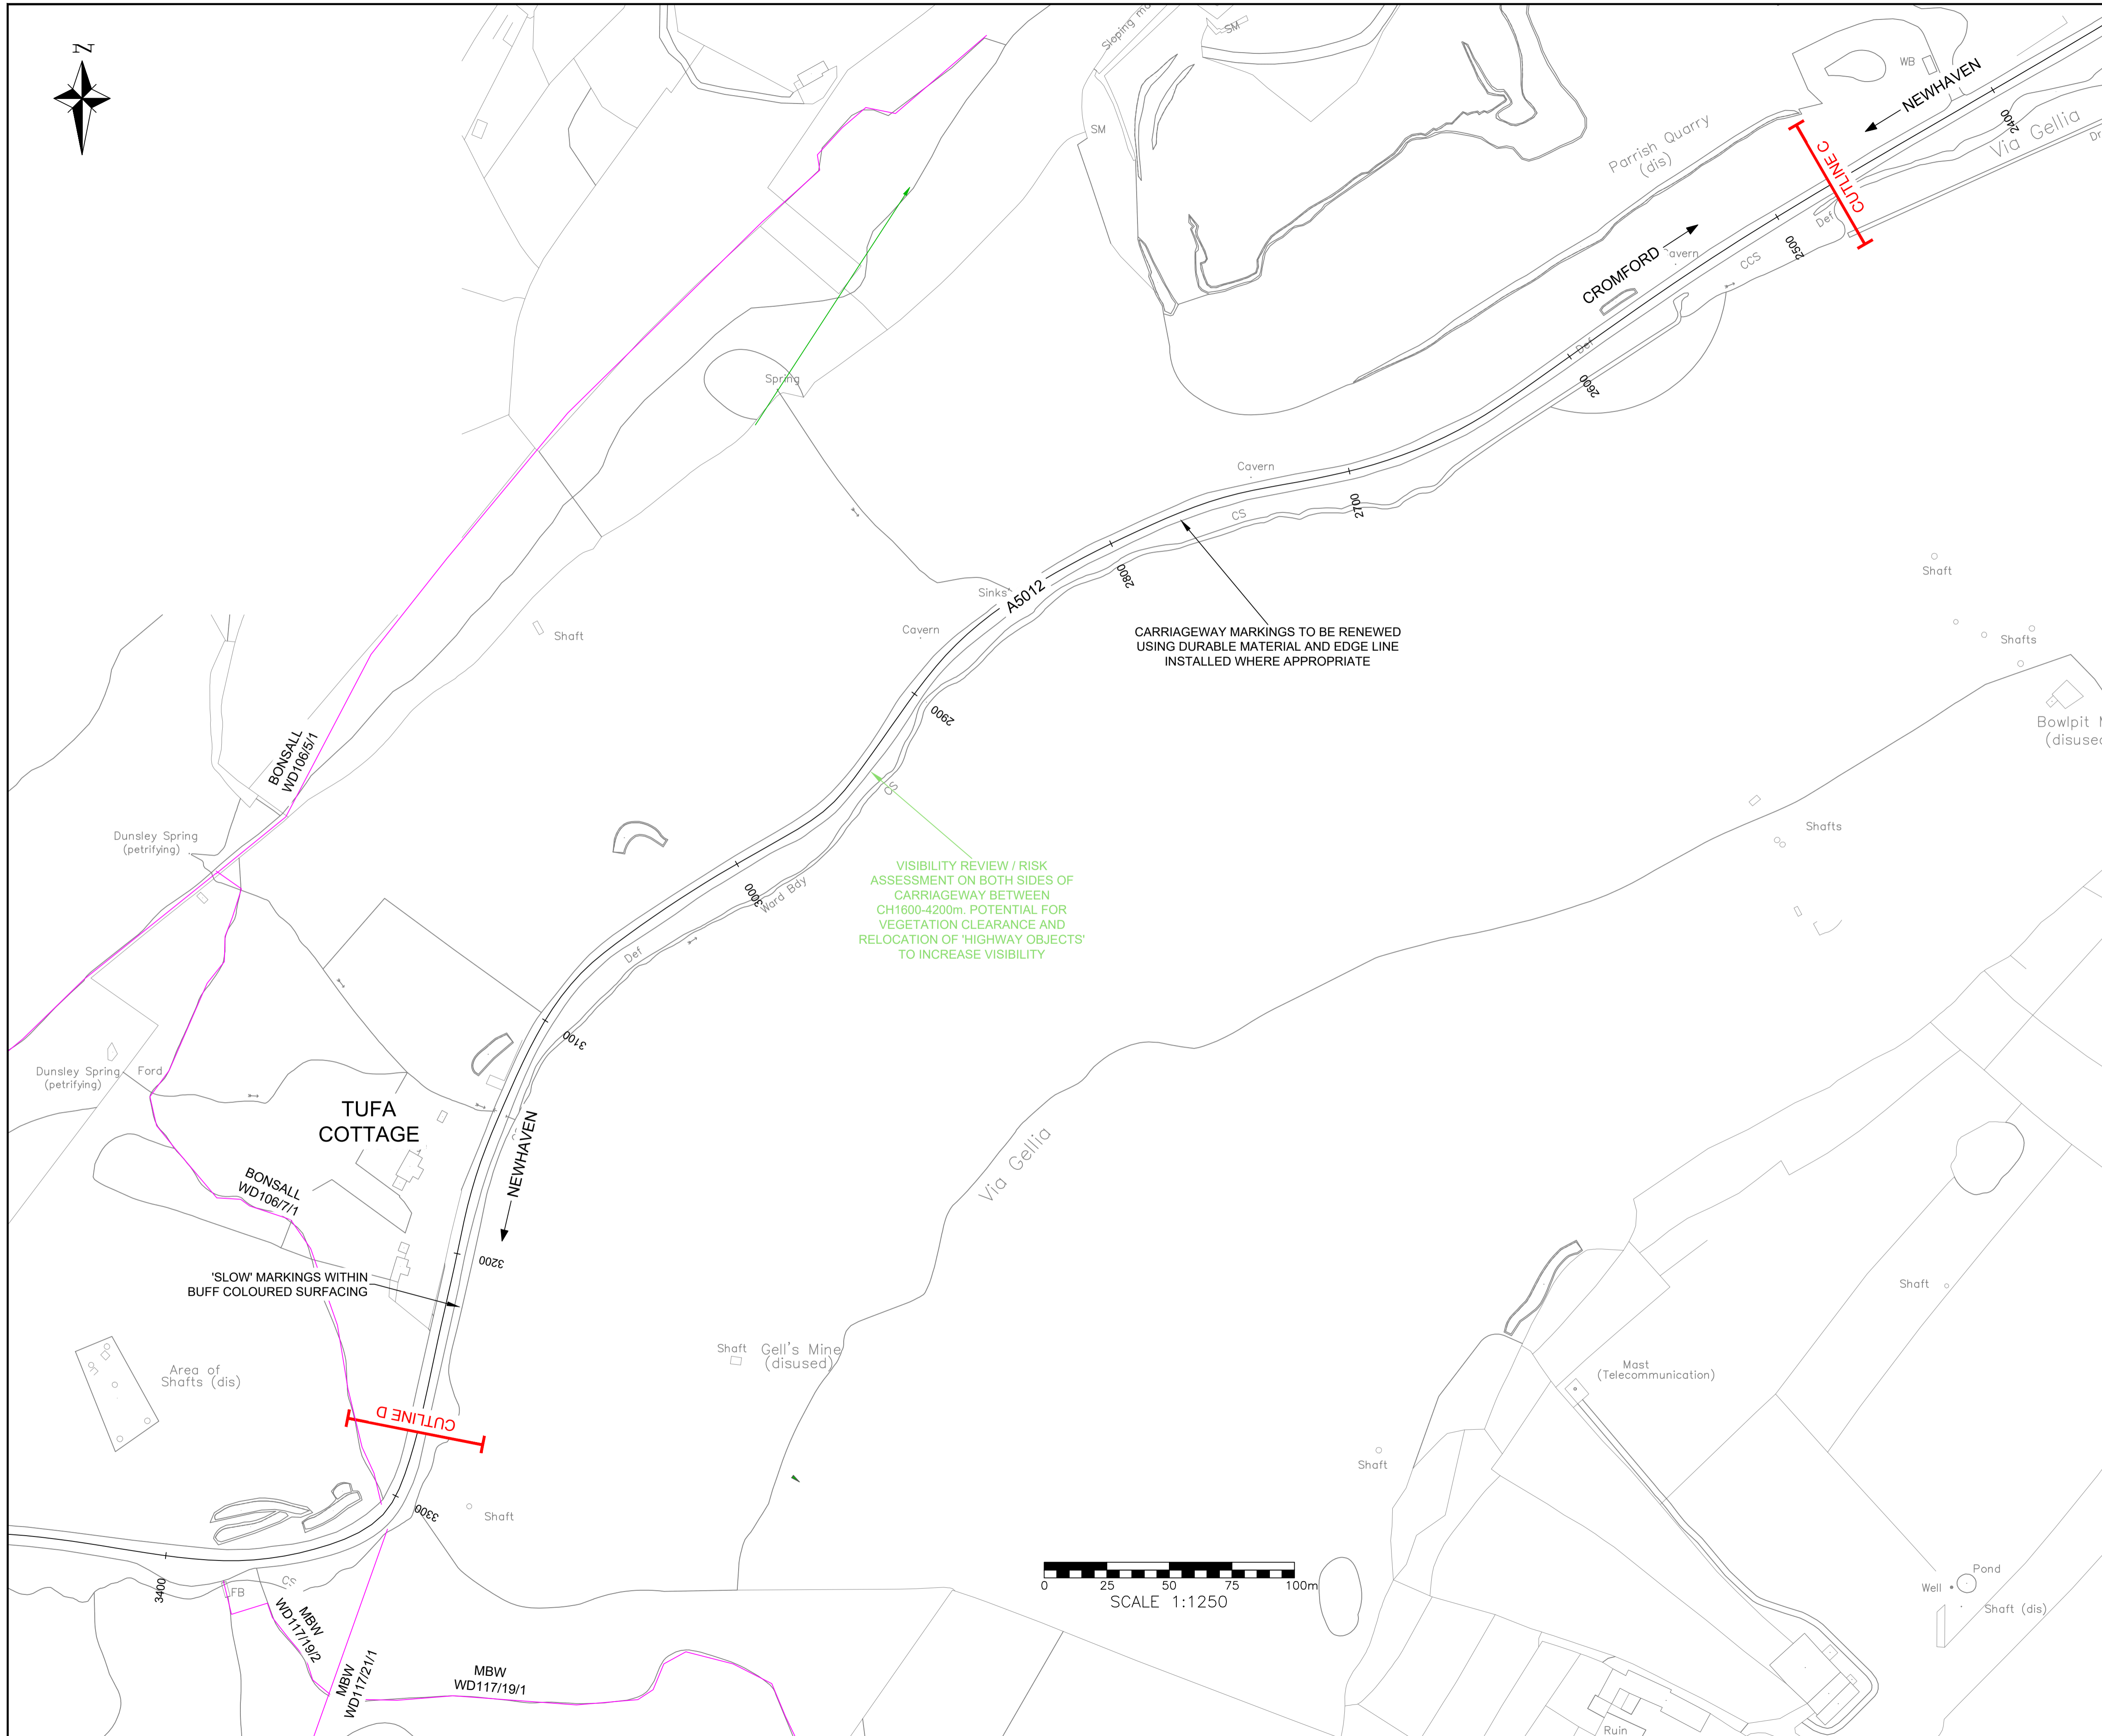 N
SM
SM
WB
NEWHAVEN
2400
Via Gellia
Parrish Quarry
(dis)
CUTLINE C
Def
2500
CCS
CROMFORD
avern
Def
2600
Spring
Cavern
2700
CS
2800
Sinks
A5012
Cavern
Shaft
CARRIAGEWAY MARKINGS TO BE RENEWED
USING DURABLE MATERIAL AND EDGE LINE
INSTALLED WHERE APPROPRIATE
Shaft
Shafts
Bowlpit
2900
CS
BONSALL
WD106/5/1
Dunsley Spring
(petrifying)
Shafts
VISIBILITY REVIEW / RISK
ASSESSMENT ON BOTH SIDES OF
CARRIAGEWAY BETWEEN
CH1600-4200m. POTENTIAL FOR
VEGETATION CLEARANCE AND
RELOCATION OF 'HIGHWAY OBJECTS'
TO INCREASE VISIBILITY
3000
Ward Bdy
Def
3100
Dunsley Spring
(petrifying)
Ford
TUFA
COTTAGE
NEWHAVEN
Via Gellia
BONSALL
WD106/7/1
3200
'SLOW' MARKINGS WITHIN
BUFF COLOURED SURFACING
Shaft
Shaft
Gell's Mine
(disused)
Area of
Shafts (dis)
Mast
(Telecommunication)
CUTLINE D
Shaft
3300
Shaft
3400
FB
MBW
WD117/19/2
MBW
WD117/21/1
MBW
WD117/19/1
0 25 50 75 100m
SCALE 1:1250
Pond
Well
Shaft (dis)
Ruin